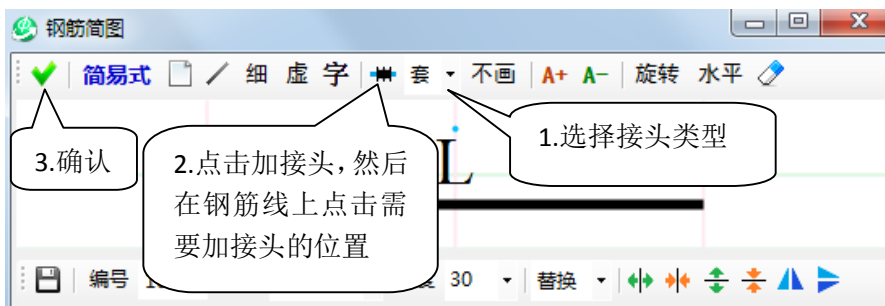 钢筋简图
简易式 细 虚 字 套 不画 A+ A- 旋转 水平
1.选择接头类型
2.点击加接头，然后
在钢筋线上点击需
要加接头的位置
3.确认
L
编号 30 替换